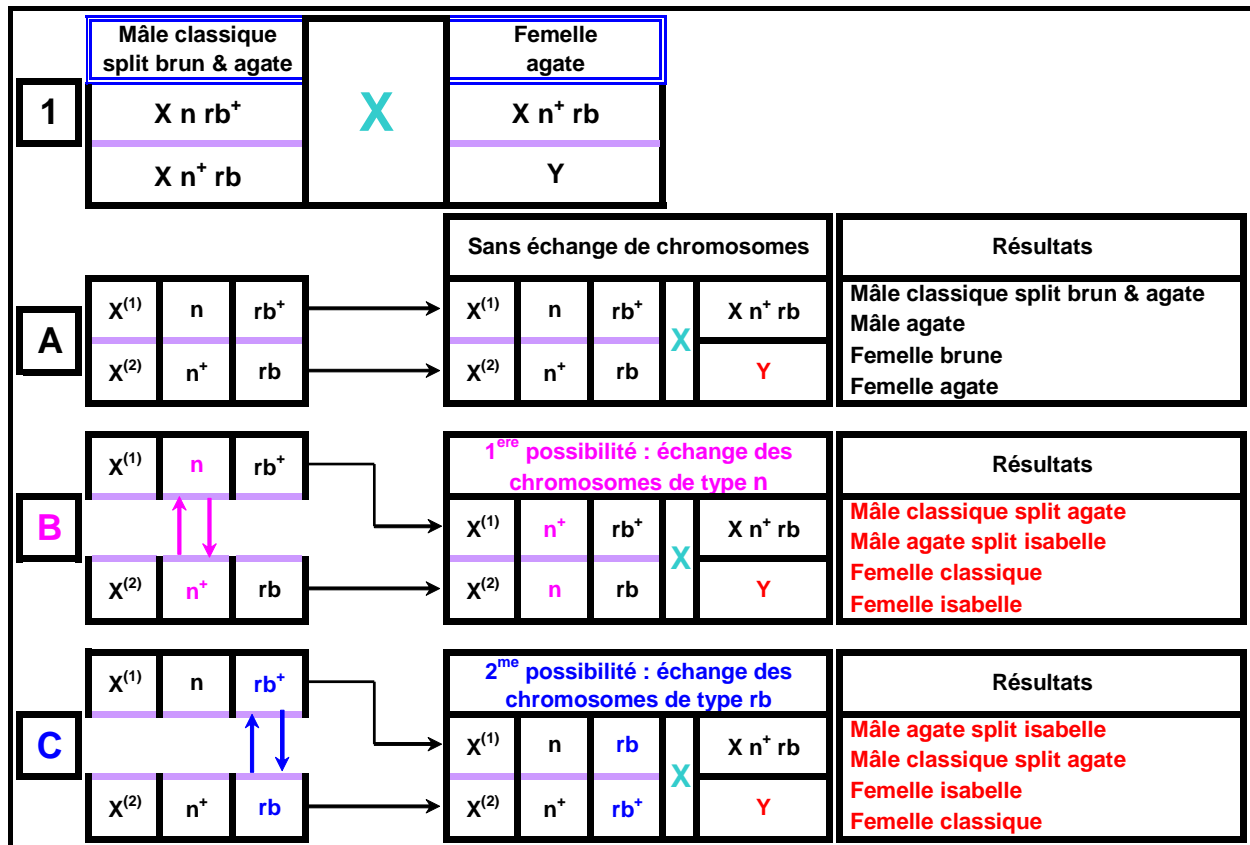 Mâle classique
split brun & agate
X
Femelle
agate
1
X n rb⁺
X n⁺ rb
X n⁺ rb
Y
Sans échange de chromosomes
Résultats
A
X⁽¹⁾ n rb⁺
X⁽²⁾ n⁺ rb
X⁽¹⁾ n rb⁺
X⁽²⁾ n⁺ rb
X
X n⁺ rb
Y
Mâle classique split brun & agate
Mâle agate
Femelle brune
Femelle agate
B
X⁽¹⁾ n rb⁺
X⁽²⁾ n⁺ rb
1ᵉʳᵉ possibilité : échange des
chromosomes de type n
Résultats
X⁽¹⁾ n⁺ rb⁺
X⁽²⁾ n rb
X
X n⁺ rb
Y
Mâle classique split agate
Mâle agate split isabelle
Femelle classique
Femelle isabelle
C
X⁽¹⁾ n rb⁺
X⁽²⁾ n⁺ rb
2ᵐᵉ possibilité : échange des
chromosomes de type rb
Résultats
X⁽¹⁾ n rb
X⁽²⁾ n⁺ rb⁺
X
X n⁺ rb
Y
Mâle agate split isabelle
Mâle classique split agate
Femelle isabelle
Femelle classique